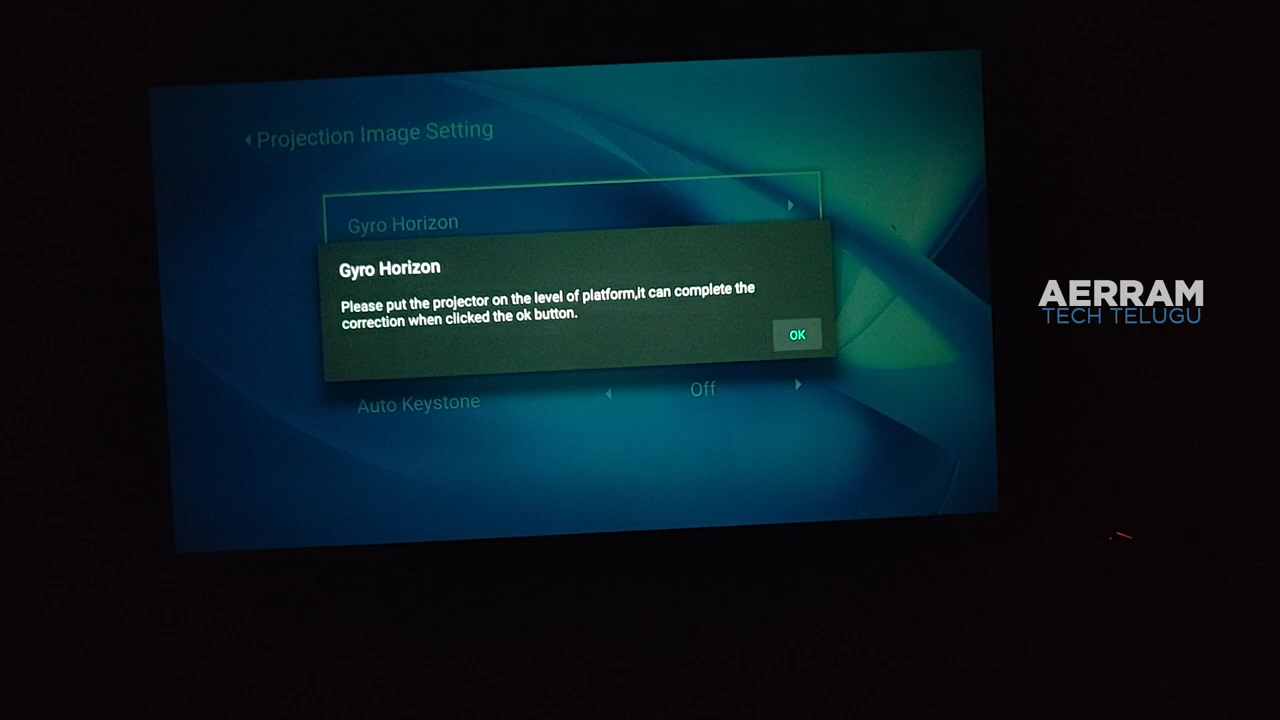 Projection Image Setting
Gyro Horizon
Gyro Horizon
Please put the projector on the level of platform,it can complete the
correction when clicked the ok button.
OK
Auto Keystone Off
AERRAM
TECH TELUGU